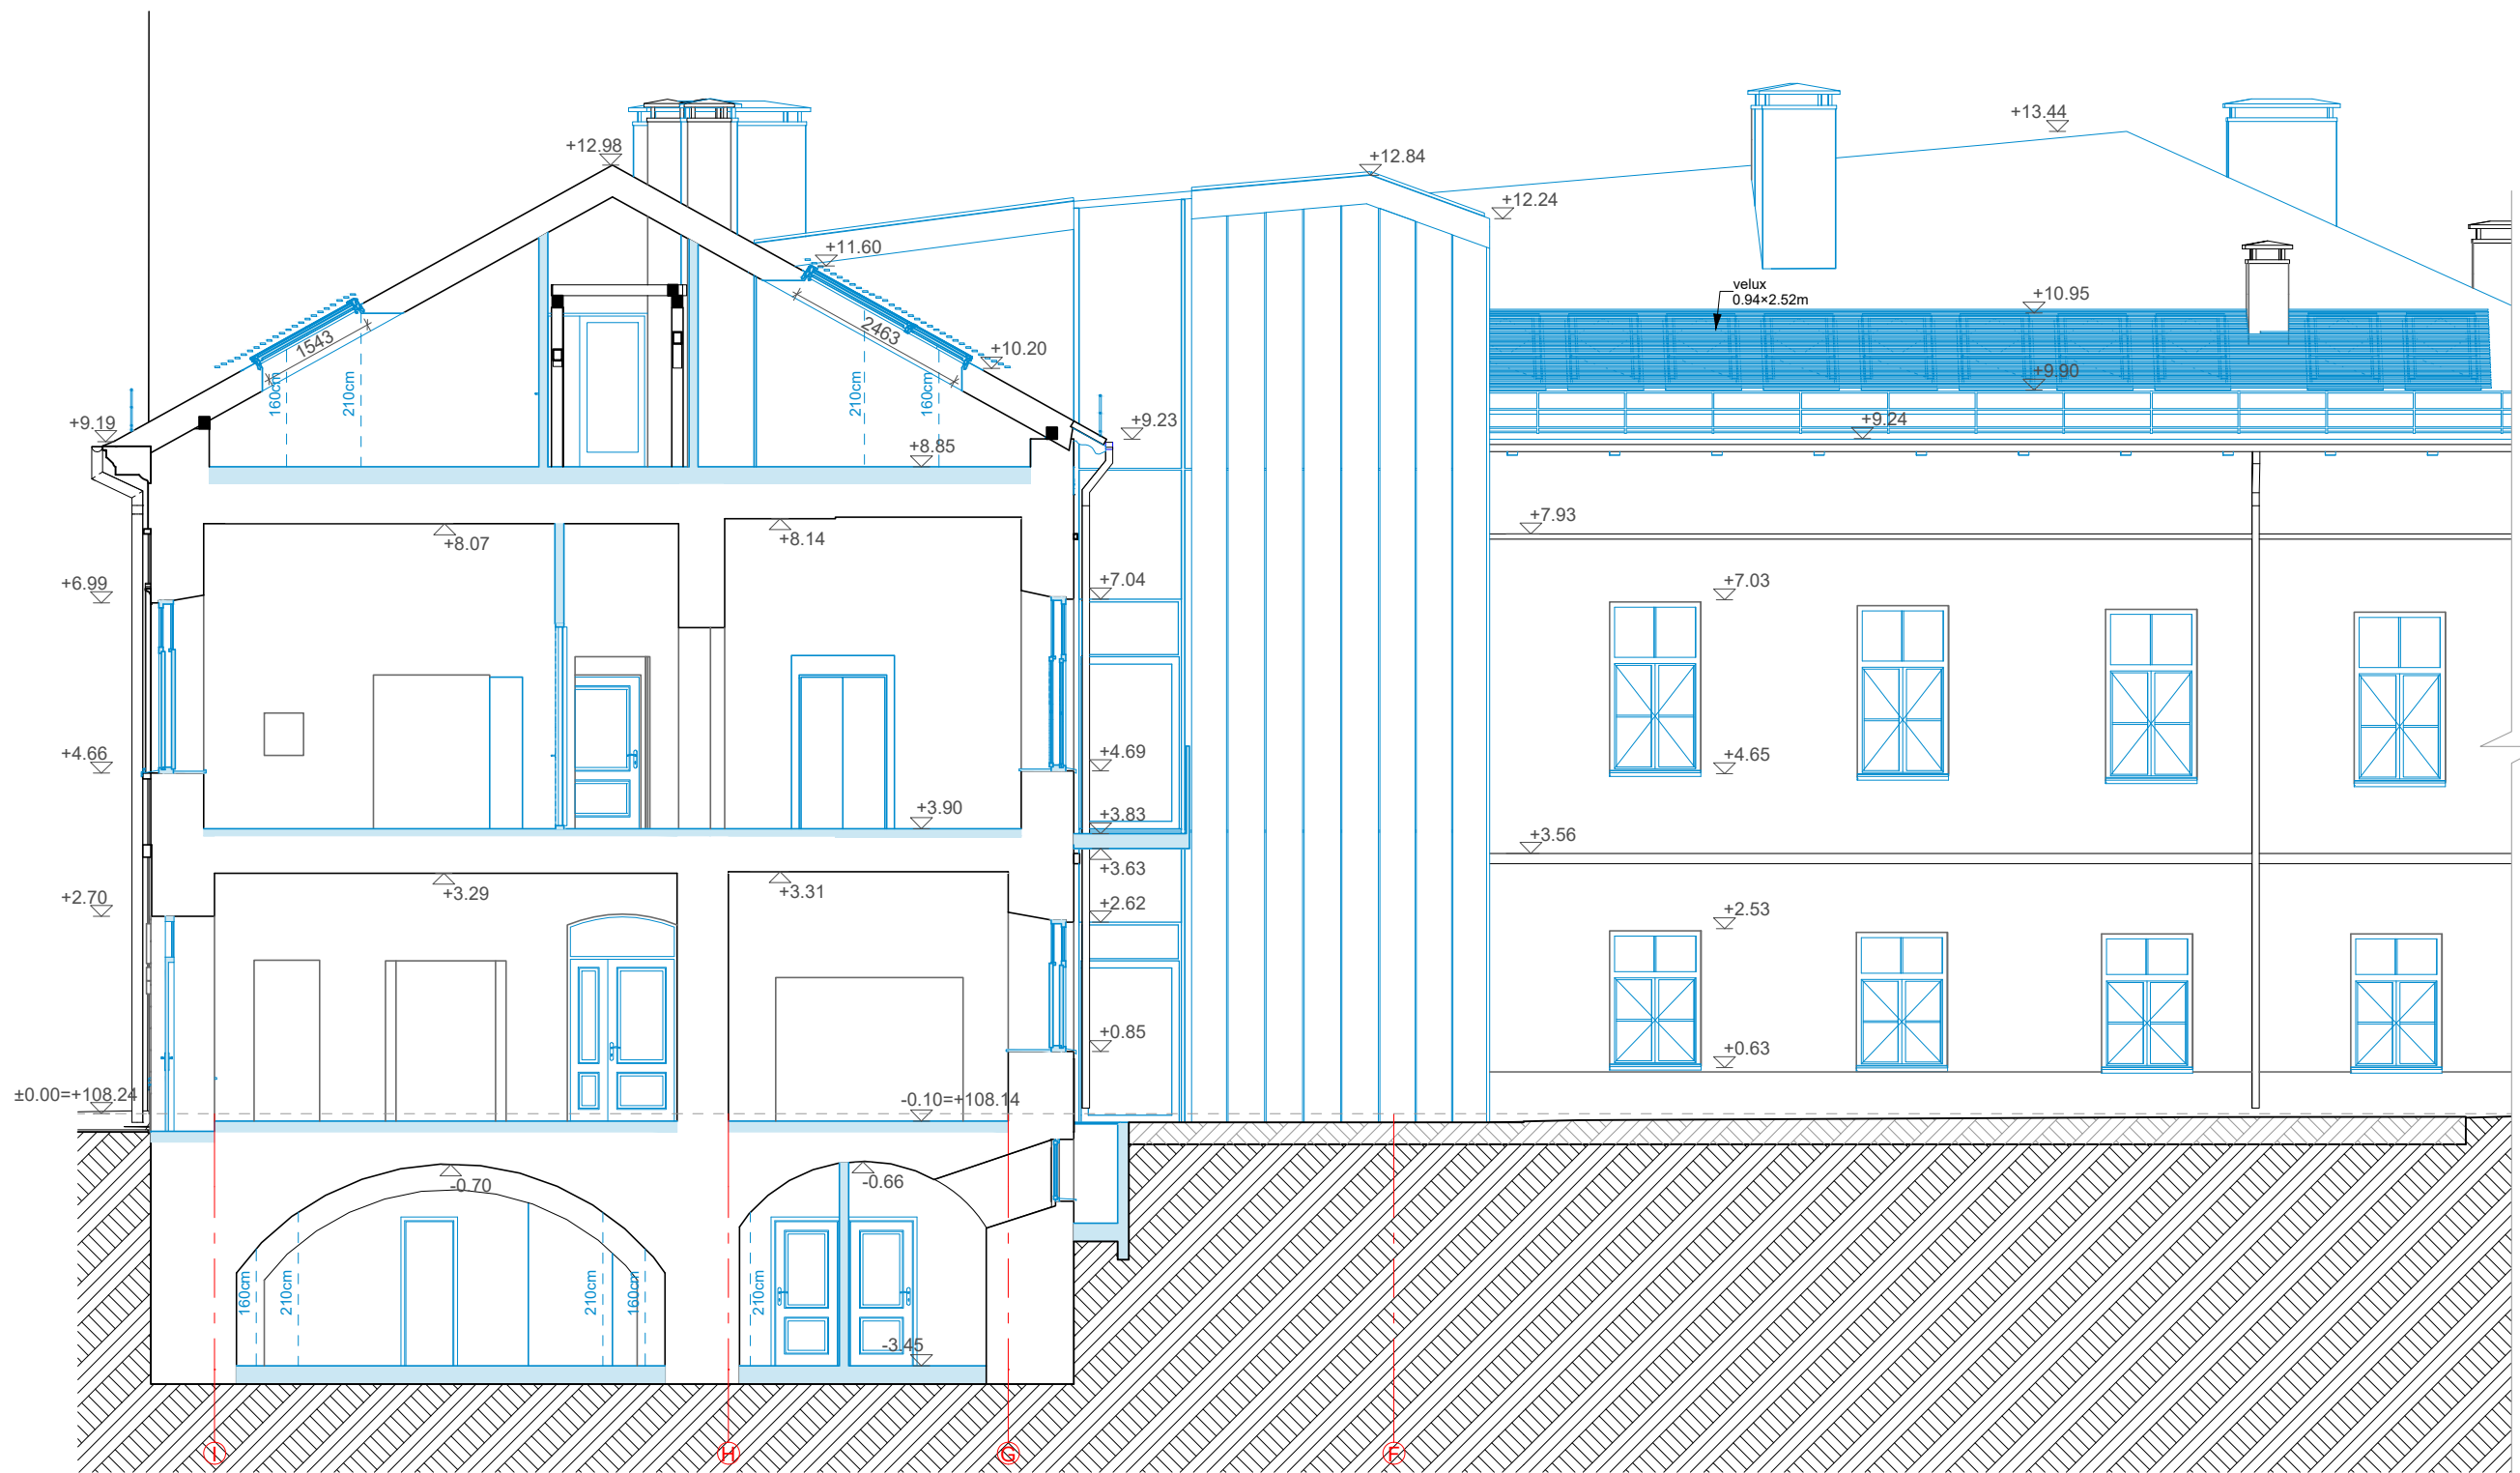 +13.44
+12.98
+12.84
+12.24
+11.60
velux
0.94×2.52m
+10.95
1543
2463
+10.20
+9.90
160cm
210cm
210cm
160cm
+9.19
+9.23
+9.24
+8.85
+7.93
+8.07
+8.14
+6.99
+7.04
+7.03
+4.66
+4.69
+4.65
+3.90
+3.83
+3.56
+3.63
+3.29
+3.31
+2.70
+2.62
+2.53
+0.85
+0.63
±0.00=+108.24
-0.10=+108.14
-0.70
-0.66
160cm
210cm
210cm
160cm
210cm
-3.45
I
H
G
F